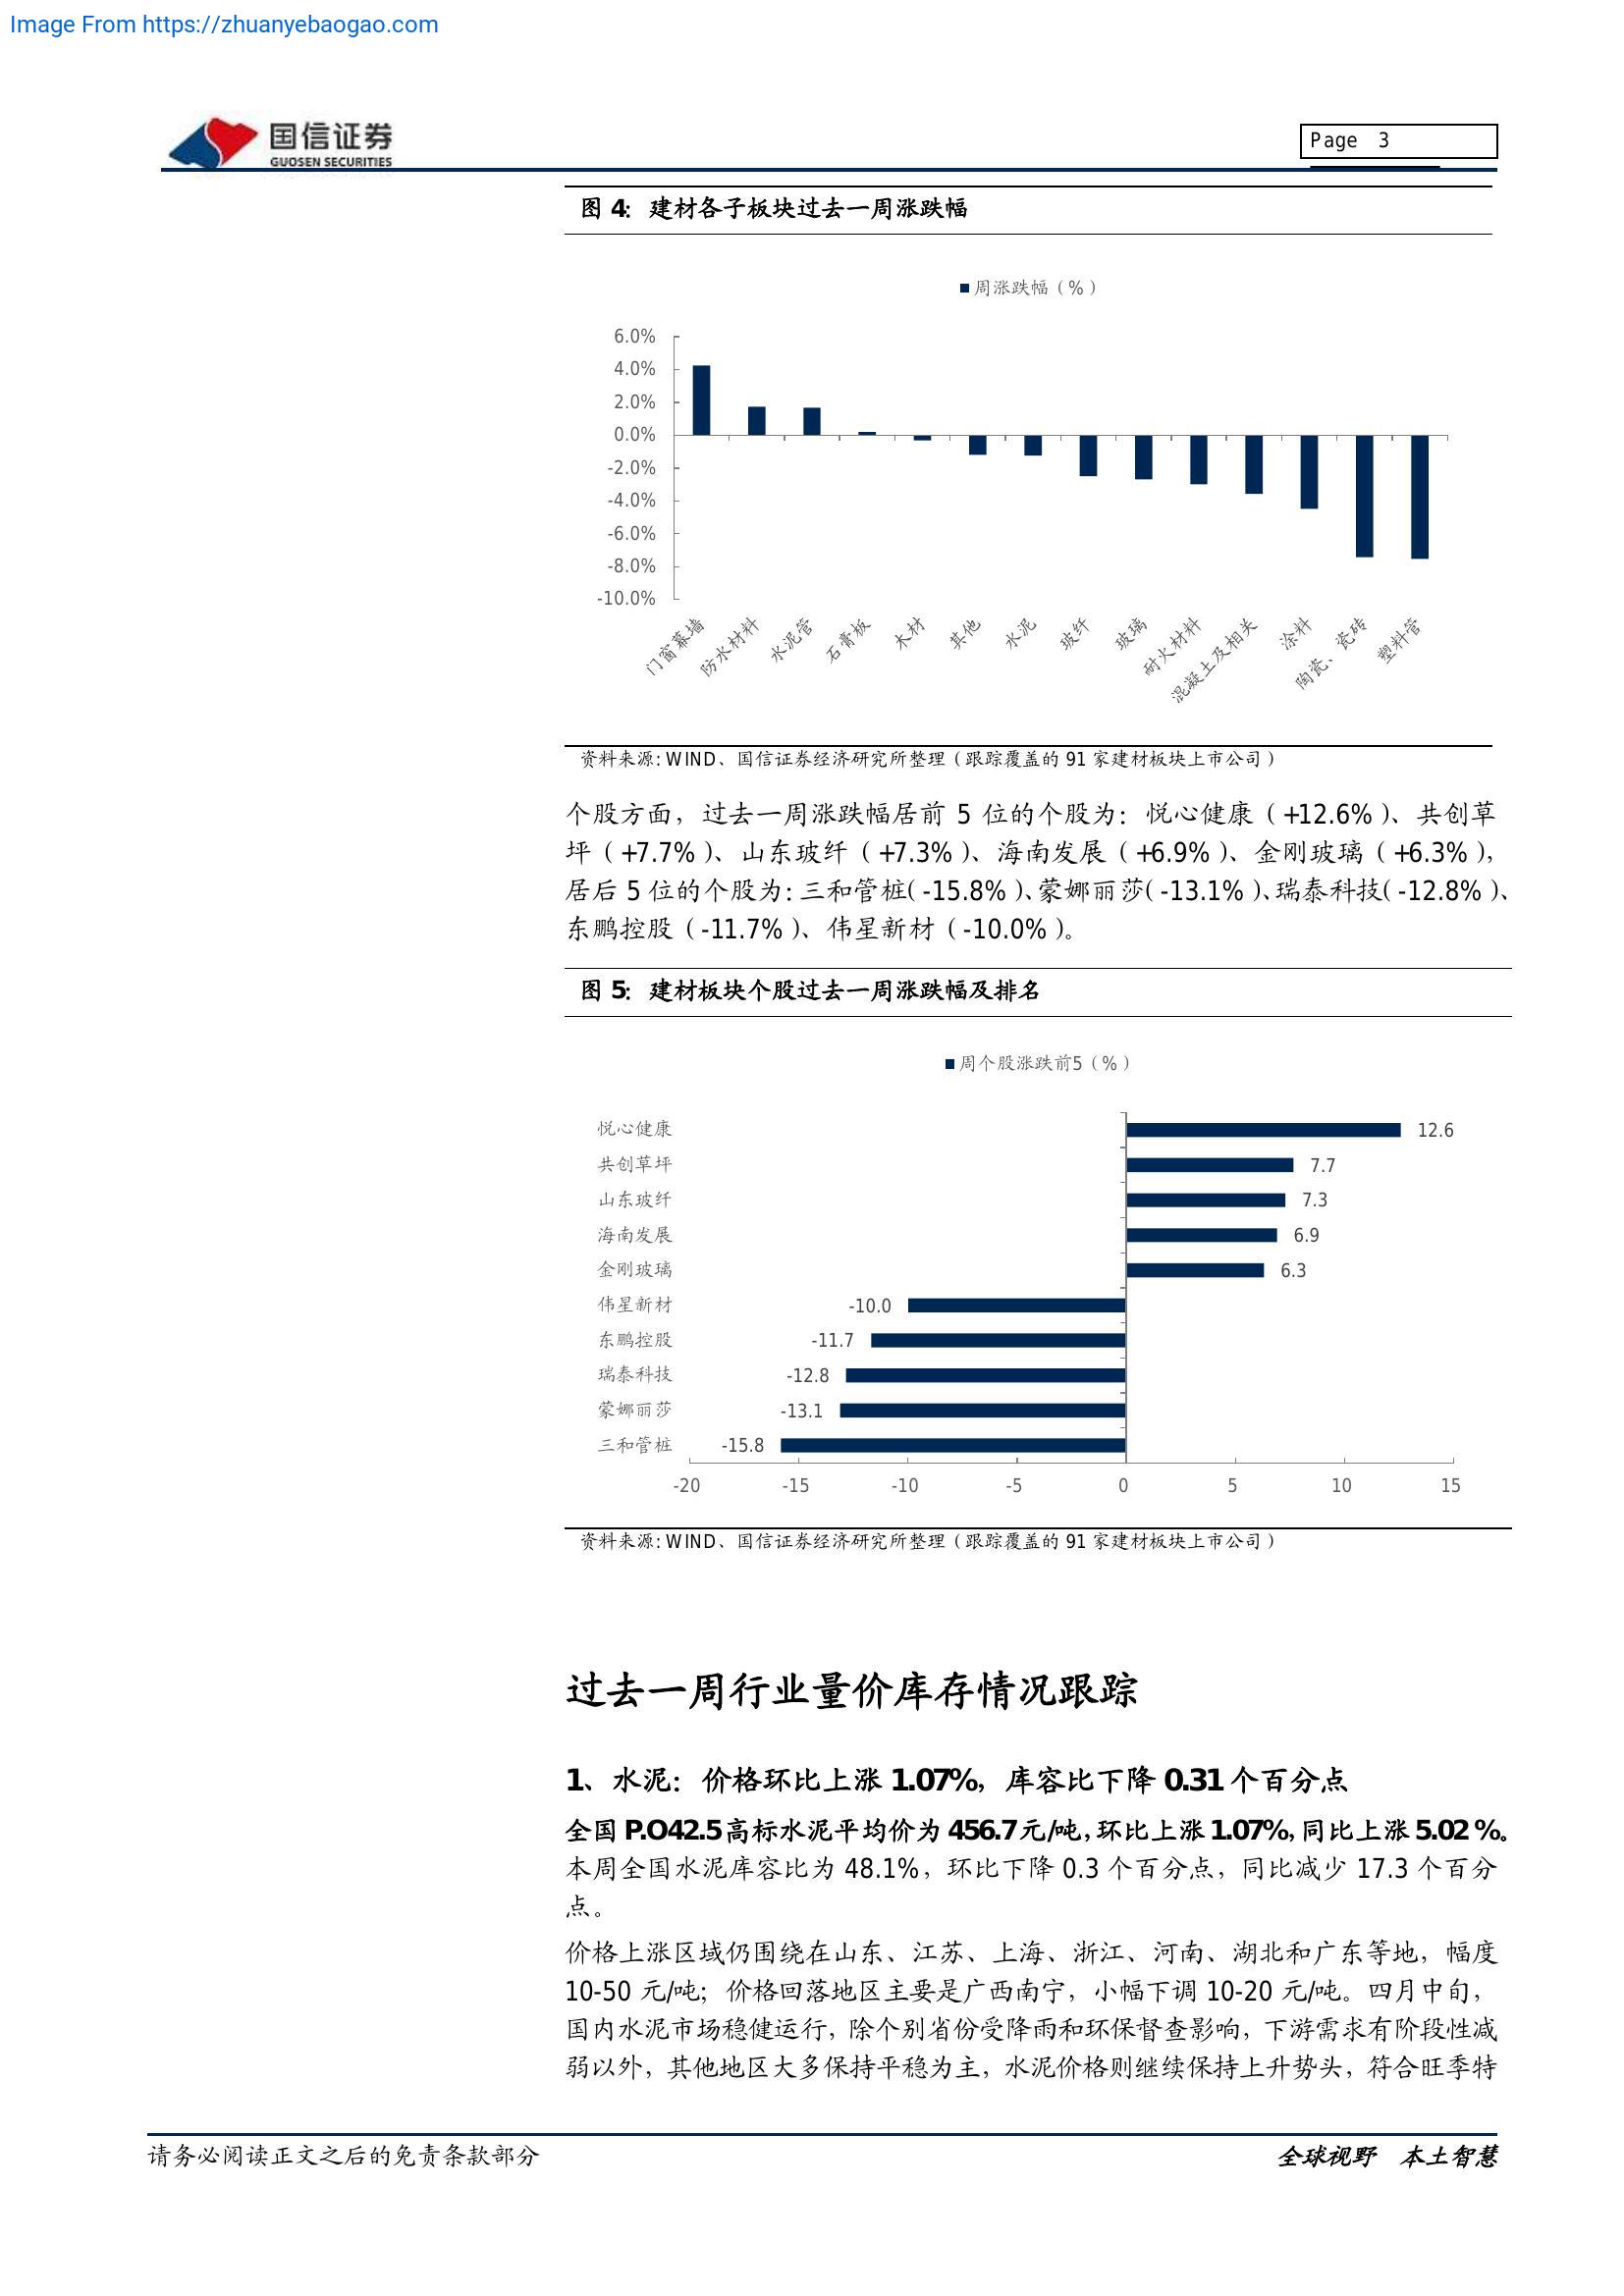 Image From https://zhuanyebaogao.com
国信证券
GUOSEN SECURITIES
Page 3
图 4：建材各子板块过去一周涨跌幅
周涨跌幅（%）
6.0%
4.0%
2.0%
0.0%
-2.0%
-4.0%
-6.0%
-8.0%
-10.0%
门窗幕墙
防水材料
水泥管
石膏板
木材
其他
水泥
玻纤
玻璃
耐火材料
混凝土及相关
涂料
陶瓷、瓷砖
塑料管
资料来源：WIND、国信证券经济研究所整理（跟踪覆盖的 91 家建材板块上市公司）
个股方面，过去一周涨跌幅居前 5 位的个股为：悦心健康（+12.6%）、共创草
坪（+7.7%）、山东玻纤（+7.3%）、海南发展（+6.9%）、金刚玻璃（+6.3%），
居后 5 位的个股为：三和管桩（-15.8%）、蒙娜丽莎（-13.1%）、瑞泰科技（-12.8%）、
东鹏控股（-11.7%）、伟星新材（-10.0%）。
图 5：建材板块个股过去一周涨跌幅及排名
周个股涨跌前5（%）
悦心健康 12.6
共创草坪 7.7
山东玻纤 7.3
海南发展 6.9
金刚玻璃 6.3
伟星新材 -10.0
东鹏控股 -11.7
瑞泰科技 -12.8
蒙娜丽莎 -13.1
三和管桩 -15.8
-20 -15 -10 -5 0 5 10 15
资料来源：WIND、国信证券经济研究所整理（跟踪覆盖的 91 家建材板块上市公司）
过去一周行业量价库存情况跟踪
1、水泥：价格环比上涨 1.07%，库容比下降 0.31 个百分点
全国 P.O42.5 高标水泥平均价为 456.7 元/吨，环比上涨 1.07%，同比上涨 5.02 %。
本周全国水泥库容比为 48.1%，环比下降 0.3 个百分点，同比减少 17.3 个百分
点。
价格上涨区域仍围绕在山东、江苏、上海、浙江、河南、湖北和广东等地，幅度
10-50 元/吨；价格回落地区主要是广西南宁，小幅下调 10-20 元/吨。四月中旬，
国内水泥市场稳健运行，除个别省份受降雨和环保督查影响，下游需求有阶段性减
弱以外，其他地区大多保持平稳为主，水泥价格则继续保持上升势头，符合旺季特
请务必阅读正文之后的免责条款部分
全球视野 本土智慧